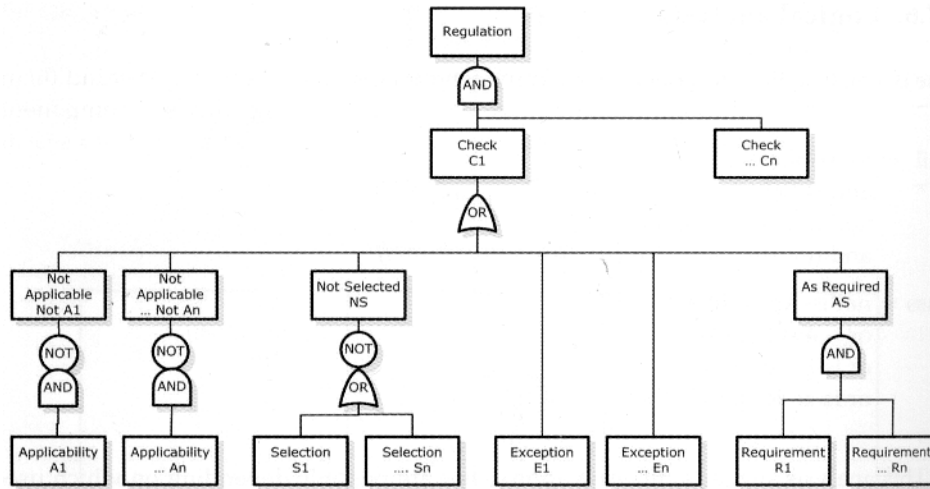 Regulation
AND
Check
C1
Check
... Cn
OR
Not
Applicable
Not A1
Not
Applicable
... Not An
Not Selected
NS
As Required
AS
NOT
NOT
NOT
AND
AND
AND
OR
Applicability
A1
Applicability
... An
Selection
S1
Selection
.... Sn
Exception
E1
Exception
... En
Requirement
R1
Requirement
... Rn